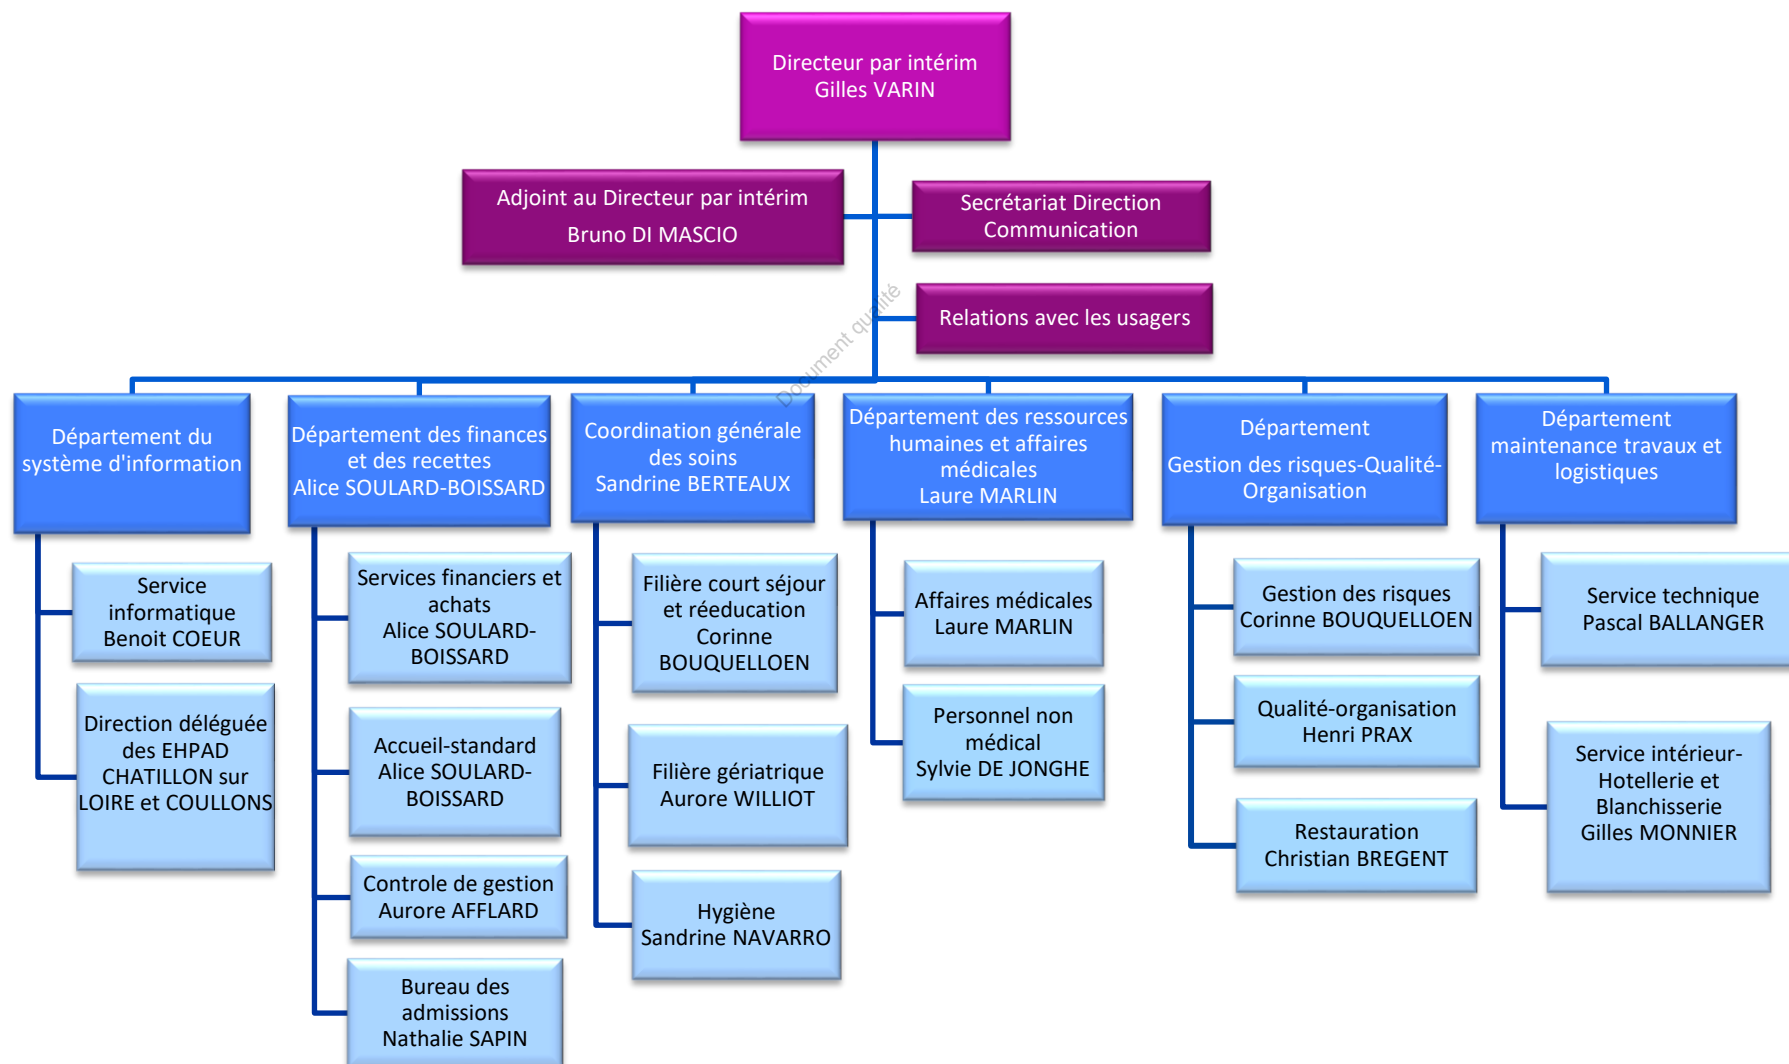 Directeur par intérim
Gilles VARIN
Adjoint au Directeur par intérim
Bruno DI MASCIO
Secrétariat Direction
Communication
Relations avec les usagers
Document qualité
Département du
système d'information
Service
informatique
Benoit COEUR
Direction déléguée
des EHPAD
CHATILLON sur
LOIRE et COULLONS
Département des finances
et des recettes
Alice SOULARD-BOISSARD
Services financiers et
achats
Alice SOULARD-
BOISSARD
Accueil-standard
Alice SOULARD-
BOISSARD
Controle de gestion
Aurore AFFLARD
Bureau des
admissions
Nathalie SAPIN
Coordination générale
des soins
Sandrine BERTEAUX
Filière court séjour
et réeducation
Corinne
BOUQUELLOEN
Filière gériatrique
Aurore WILLIOT
Hygiène
Sandrine NAVARRO
Département des ressources
humaines et affaires
médicales
Laure MARLIN
Affaires médicales
Laure MARLIN
Personnel non
médical
Sylvie DE JONGHE
Département
Gestion des risques-Qualité-
Organisation
Gestion des risques
Corinne BOUQUELLOEN
Qualité-organisation
Henri PRAX
Restauration
Christian BREGENT
Département
maintenance travaux et
logistiques
Service technique
Pascal BALLANGER
Service intérieur-
Hotellerie et
Blanchisserie
Gilles MONNIER